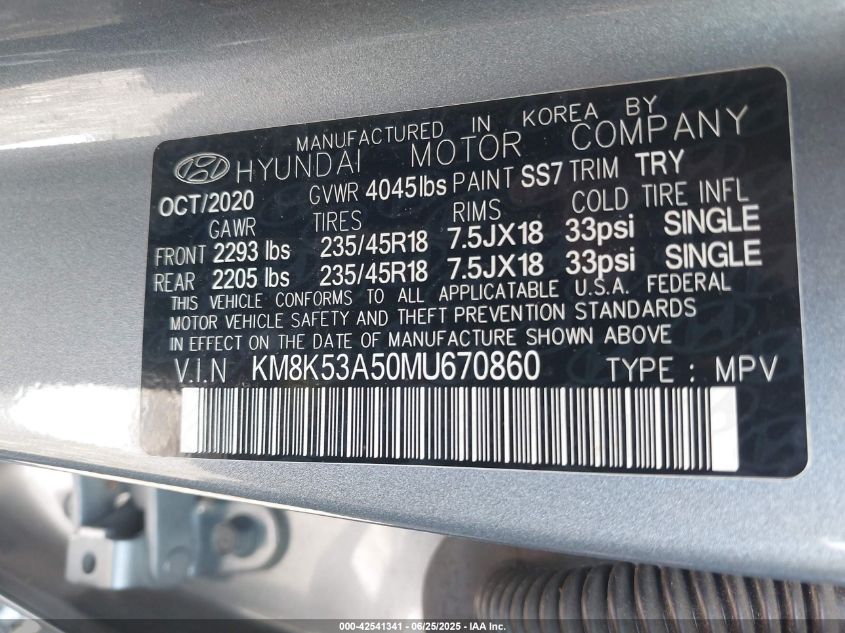 MANUFACTURED IN KOREA BY
HYUNDAI MOTOR COMPANY
OCT/2020 GVWR 4045lbs PAINT SS7 TRIM TRY
GAWR TIRES RIMS COLD TIRE INFL
FRONT 2293 lbs 235/45R18 7.5JX18 33psi SINGLE
REAR 2205 lbs 235/45R18 7.5JX18 33psi SINGLE
THIS VEHICLE CONFORMS TO ALL APPLICATABLE U.S.A. FEDERAL
MOTOR VEHICLE SAFETY AND THEFT PREVENTION STANDARDS
IN EFFECT ON THE DATE OF MANUFACTURE SHOWN ABOVE
V.I.N KM8K53A50MU670860 TYPE : MPV
000-42541341 / 06/25/2025 - IAA Inc.